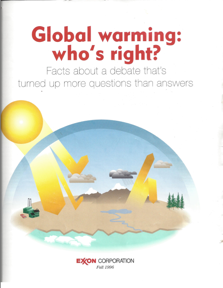 Global warming:
who's right?
Facts about a debate that's
turned up more questions than answers
EXXON CORPORATION
Fall 1996